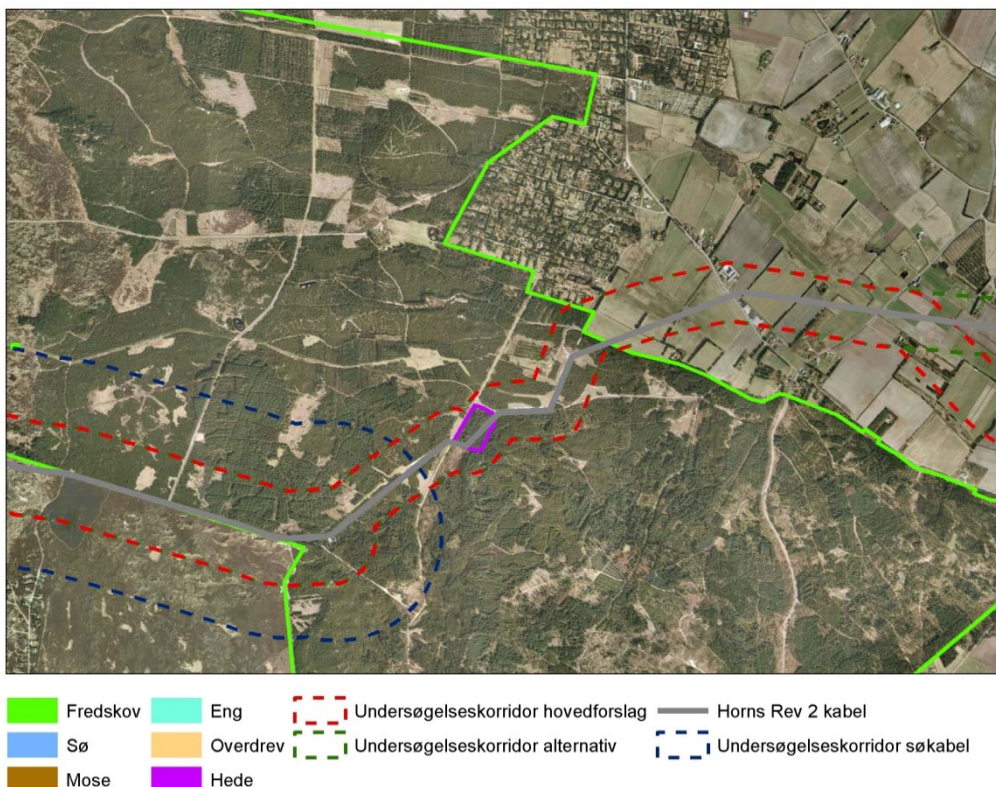 Fredskov
Eng
Undersøgelseskorridor hovedforslag
Horns Rev 2 kabel
Sø
Overdrev
Undersøgelseskorridor alternativ
Undersøgelseskorridor søkabel
Mose
Hede